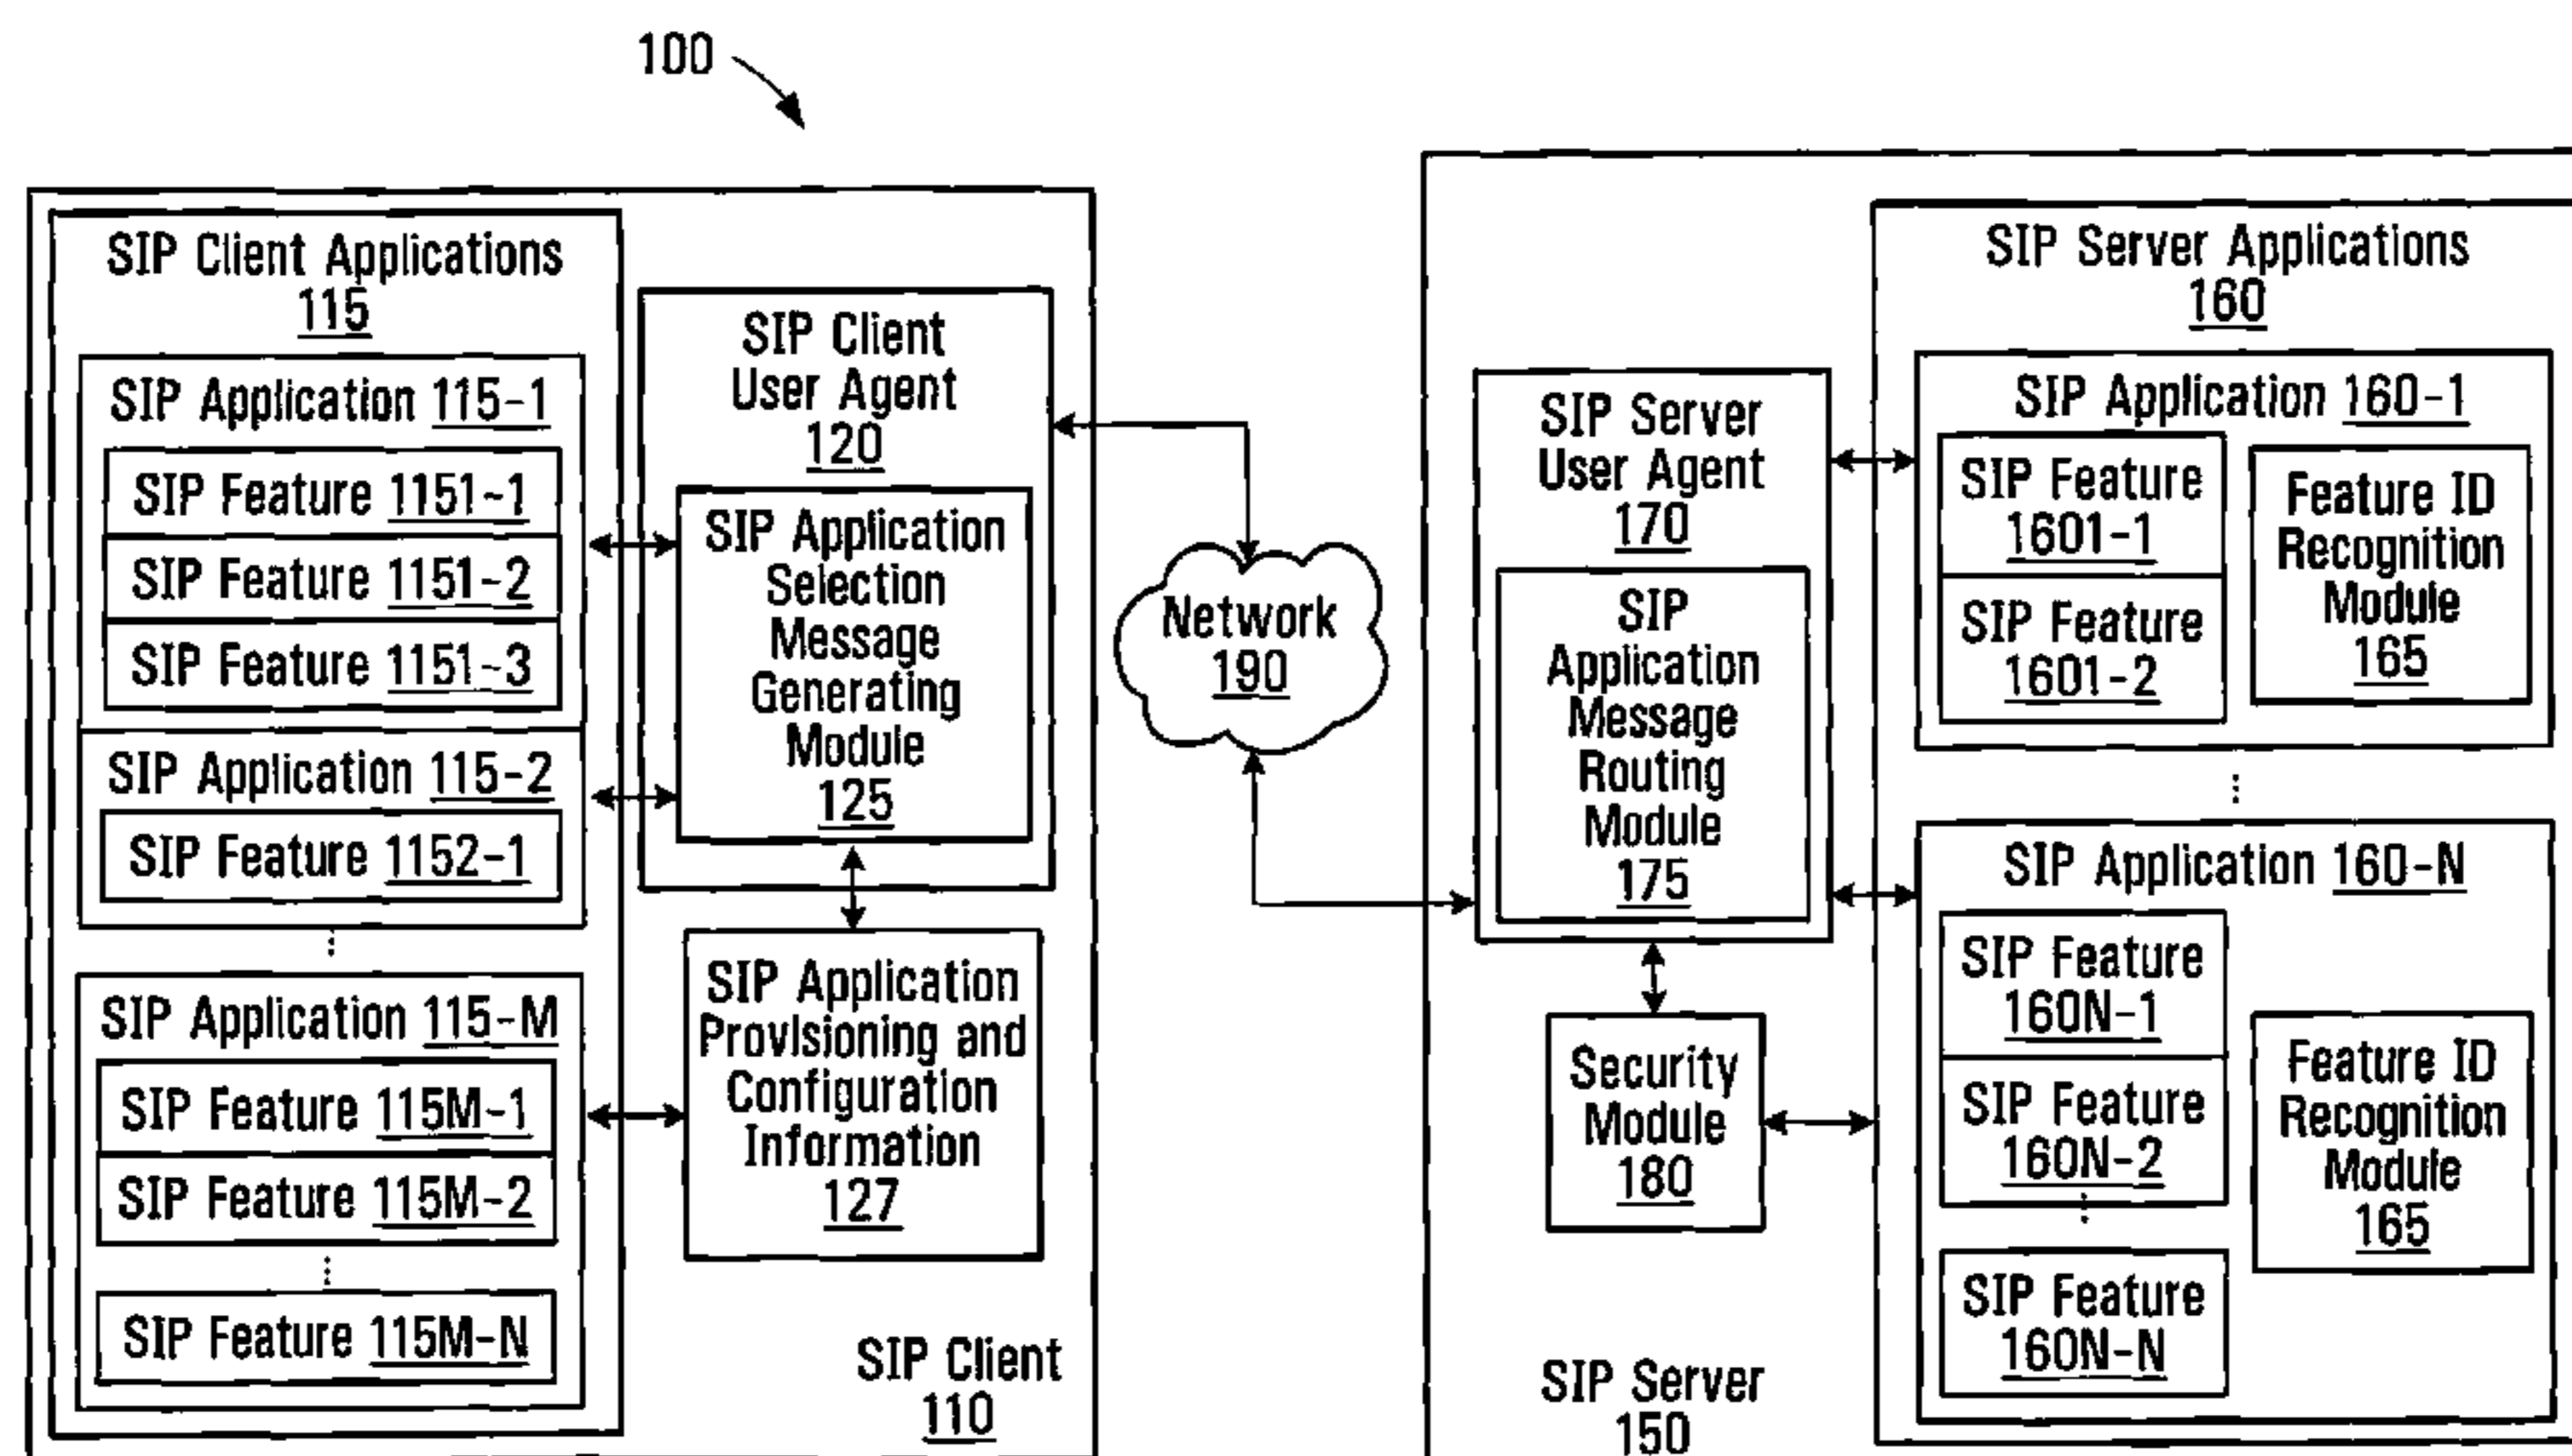 100
SIP Client Applications
115
SIP Application 115-1
SIP Feature 1151-1
SIP Feature 1151-2
SIP Feature 1151-3
SIP Application 115-2
SIP Feature 1152-1
SIP Application 115-M
SIP Feature 115M-1
SIP Feature 115M-2
SIP Feature 115M-N
SIP Client
User Agent
120
SIP Application
Selection
Message
Generating
Module
125
SIP Application
Provisioning and
Configuration
Information
127
SIP Client
110
Network
190
SIP Server
User Agent
170
SIP
Application
Message
Routing
Module
175
Security
Module
180
SIP Server
150
SIP Server Applications
160
SIP Application 160-1
SIP Feature
1601-1
SIP Feature
1601-2
Feature ID
Recognition
Module
165
SIP Application 160-N
SIP Feature
160N-1
SIP Feature
160N-2
SIP Feature
160N-N
Feature ID
Recognition
Module
165